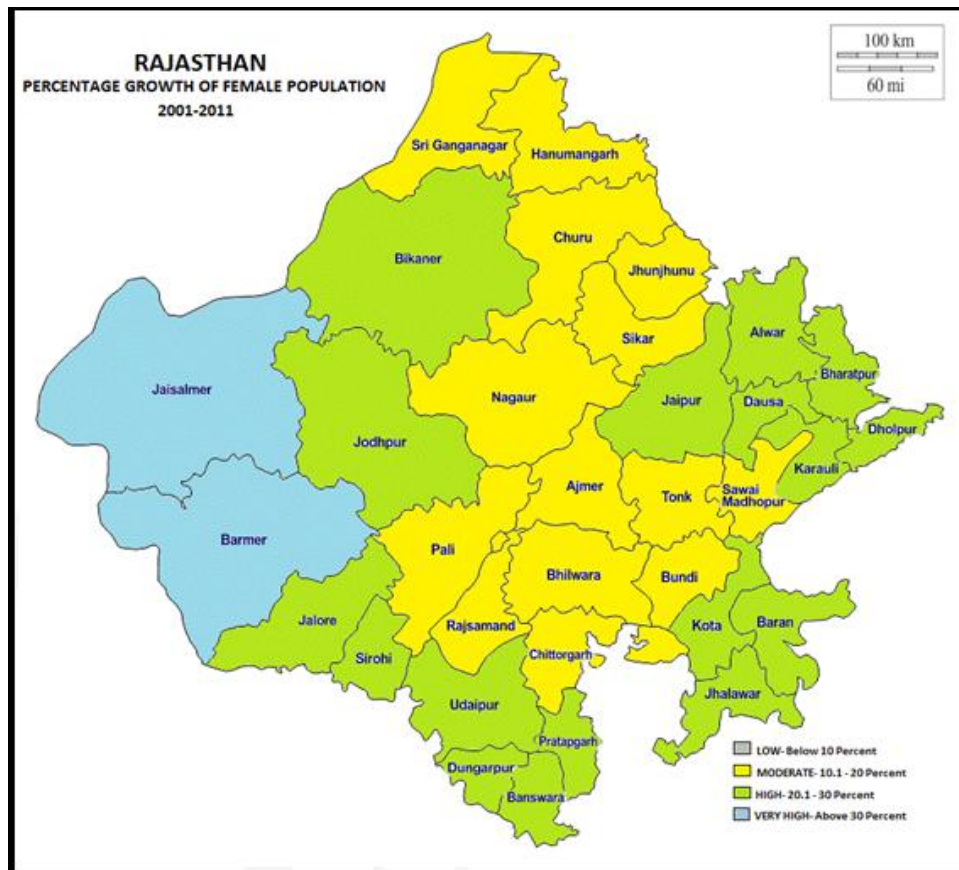 RAJASTHAN
PERCENTAGE GROWTH OF FEMALE POPULATION
2001-2011
100 km
60 mi
Sri Ganganagar
Hanumangarh
Churu
Jhunjhunu
Bikaner
Sikar
Alwar
Jaisalmer
Nagaur
Jaipur
Bharatpur
Dausa
Jodhpur
Dholpur
Karauli
Ajmer
Tonk
Sawai
Madhopur
Barmer
Pali
Bhilwara
Bundi
Jalore
Rajsamand
Kota
Baran
Sirohi
Chittorgarh
Udaipur
Jhalawar
Pratapgarh
Dungarpur
Banswara
LOW- Below 10 Percent
MODERATE- 10.1 - 20 Percent
HIGH- 20.1 - 30 Percent
VERY HIGH- Above 30 Percent